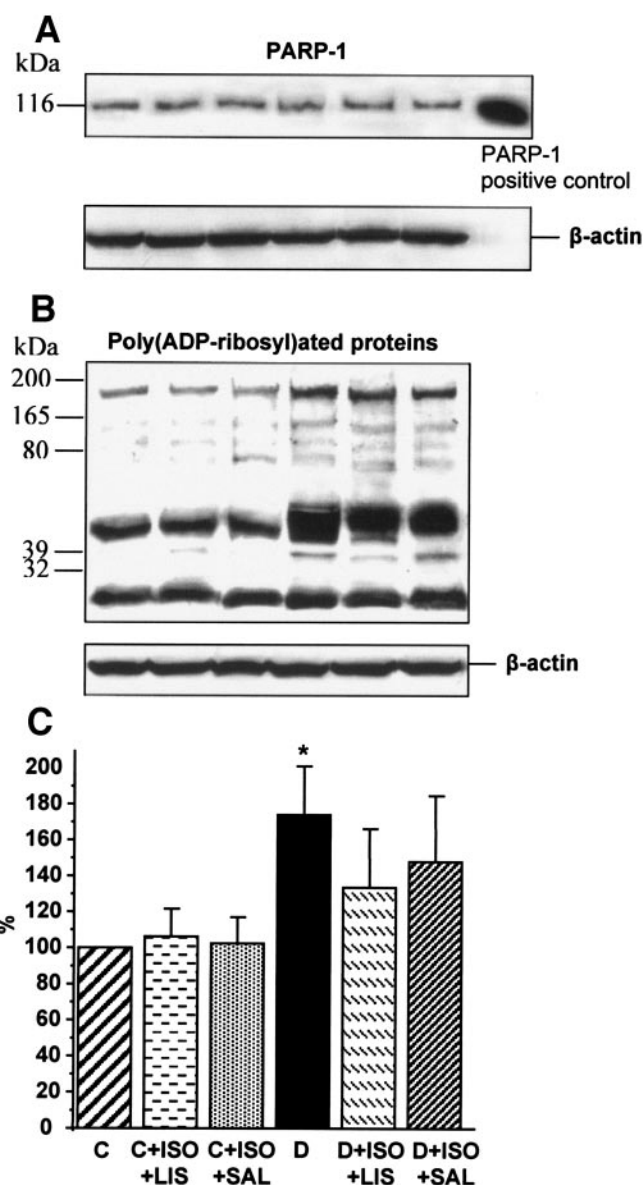 A
kDa
PARP-1
116
PARP-1
positive control
β-actin
B
kDa
Poly(ADP-ribosyl)ated proteins
200
165
80
39
32
β-actin
C
200
180
160
140
120
100
80
60
40
20
0
%
*
C C+ISO C+ISO D D+ISO D+ISO
+LIS +SAL +LIS +SAL